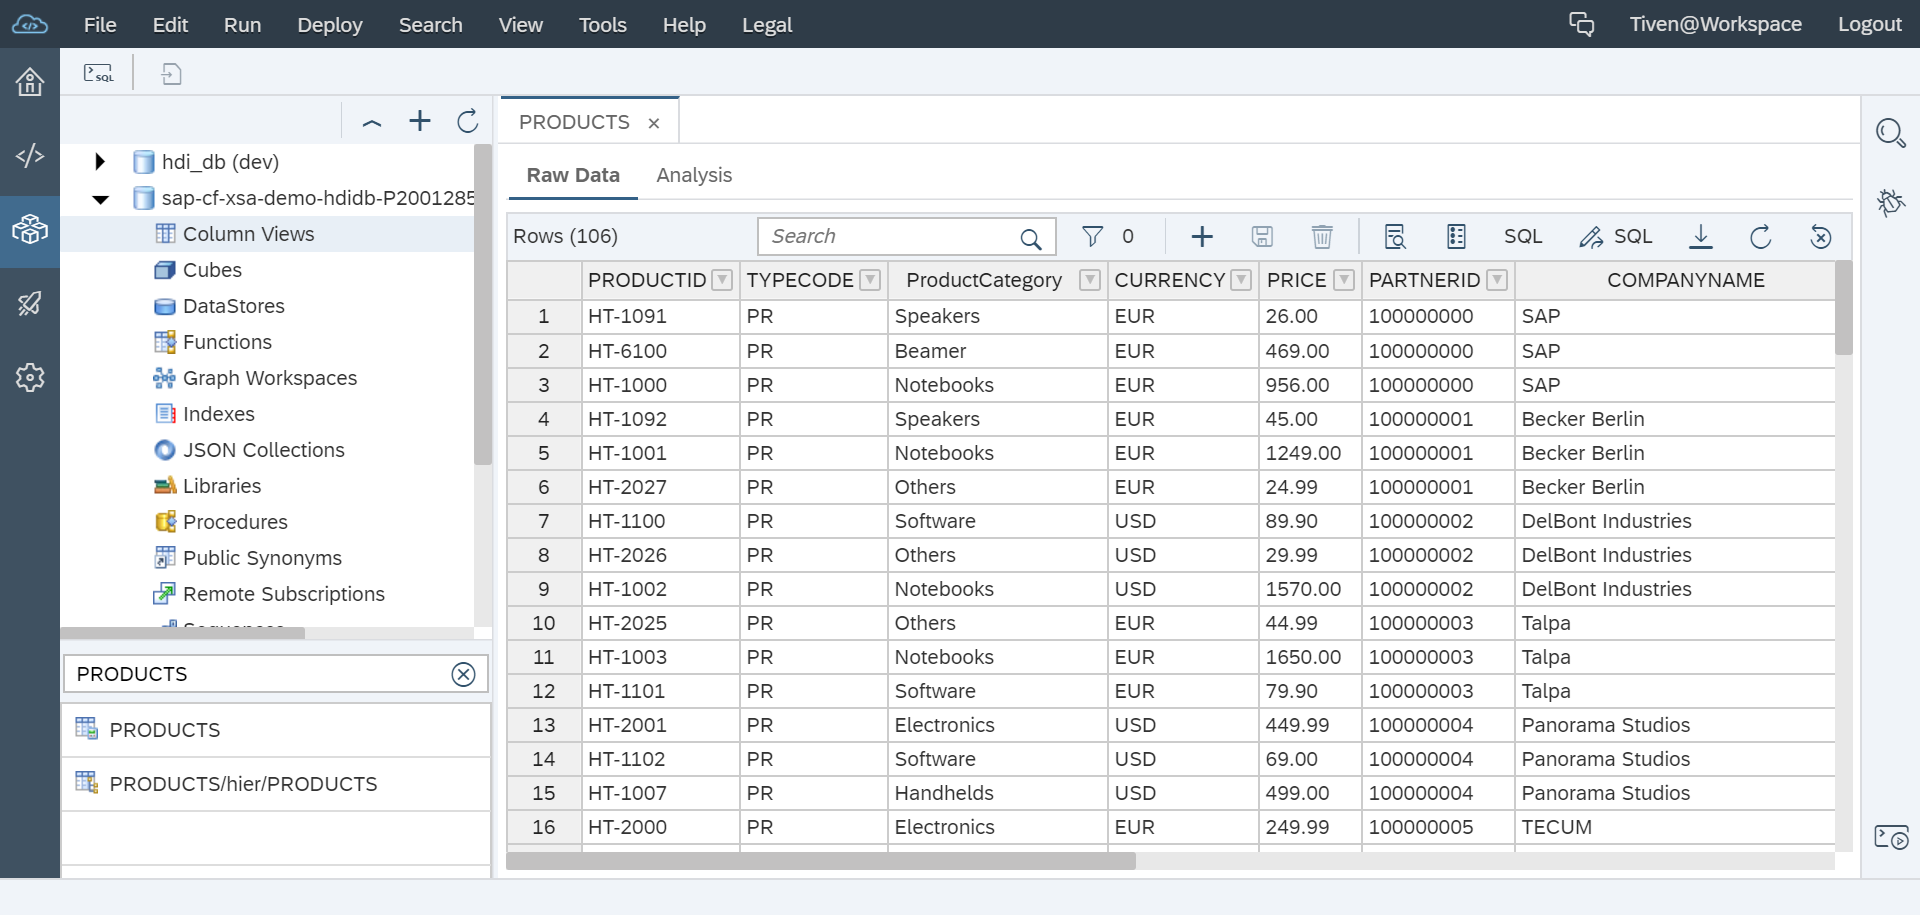 File Edit Run Deploy Search View Tools Help Legal Tiven@Workspace Logout
SQL
hdi_db (dev)
sap-cf-xsa-demo-hdidb-P2001285
Column Views
Cubes
DataStores
Functions
Graph Workspaces
Indexes
JSON Collections
Libraries
Procedures
Public Synonyms
Remote Subscriptions
Sequences
PRODUCTS
PRODUCTS
PRODUCTS/hier/PRODUCTS
PRODUCTS
Raw Data Analysis
Rows (106) Search 0 SQL SQL
PRODUCTID TYPECODE ProductCategory CURRENCY PRICE PARTNERID COMPANYNAME
1 HT-1091 PR Speakers EUR 26.00 100000000 SAP
2 HT-6100 PR Beamer EUR 469.00 100000000 SAP
3 HT-1000 PR Notebooks EUR 956.00 100000000 SAP
4 HT-1092 PR Speakers EUR 45.00 100000001 Becker Berlin
5 HT-1001 PR Notebooks EUR 1249.00 100000001 Becker Berlin
6 HT-2027 PR Others EUR 24.99 100000001 Becker Berlin
7 HT-1100 PR Software USD 89.90 100000002 DelBont Industries
8 HT-2026 PR Others USD 29.99 100000002 DelBont Industries
9 HT-1002 PR Notebooks USD 1570.00 100000002 DelBont Industries
10 HT-2025 PR Others EUR 44.99 100000003 Talpa
11 HT-1003 PR Notebooks EUR 1650.00 100000003 Talpa
12 HT-1101 PR Software EUR 79.90 100000003 Talpa
13 HT-2001 PR Electronics USD 449.99 100000004 Panorama Studios
14 HT-1102 PR Software USD 69.00 100000004 Panorama Studios
15 HT-1007 PR Handhelds USD 499.00 100000004 Panorama Studios
16 HT-2000 PR Electronics EUR 249.99 100000005 TECUM